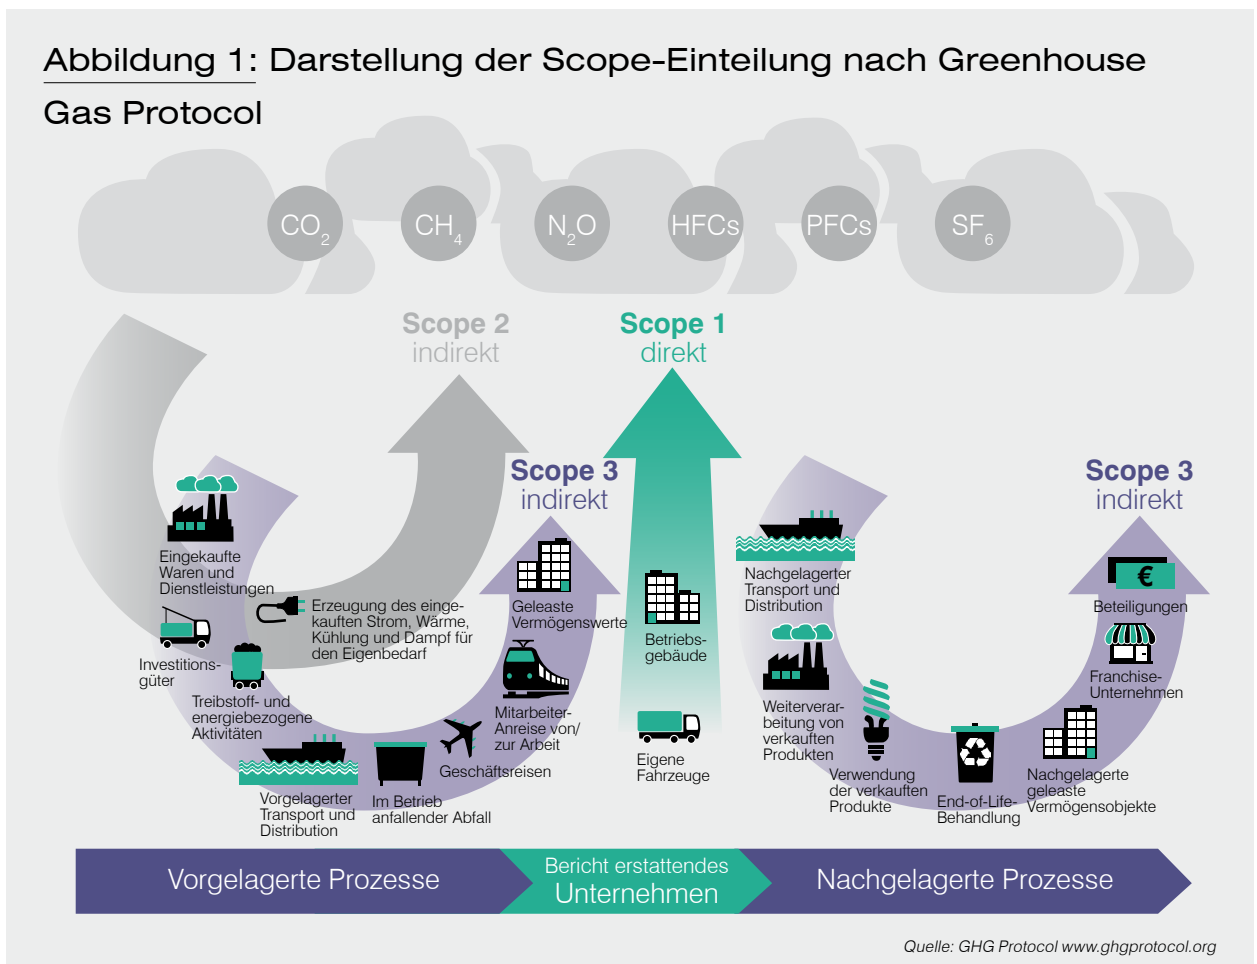 Abbildung 1: Darstellung der Scope-Einteilung nach Greenhouse
Gas Protocol
CO2
CH4
N2O
HFCs
PFCs
SF6
Scope 2
indirekt
Scope 1
direkt
Scope 3
indirekt
Scope 3
indirekt
Eingekaufte
Waren und
Dienstleistungen
Investitions-
güter
Treibstoff- und
energiebezogene
Aktivitäten
Vorgelagerter
Transport und
Distribution
Im Betrieb
anfallender Abfall
Geschäftsreisen
Mitarbeiter-
Anreise von/
zur Arbeit
Geleaste
Vermögenswerte
Erzeugung des einge-
kauften Strom, Wärme,
Kühlung und Dampf für
den Eigenbedarf
Betriebs-
gebäude
Eigene
Fahrzeuge
Nachgelagerter
Transport und
Distribution
Weiterverar-
beitung von
verkauften
Produkten
Verwendung
der verkauften
Produkte
End-of-Life-
Behandlung
Nachgelagerte
geleaste
Vermögensobjekte
Franchise-
Unternehmen
€
Beteiligungen
Vorgelagerte Prozesse
Bericht erstattendes
Unternehmen
Nachgelagerte Prozesse
Quelle: GHG Protocol www.ghgprotocol.org